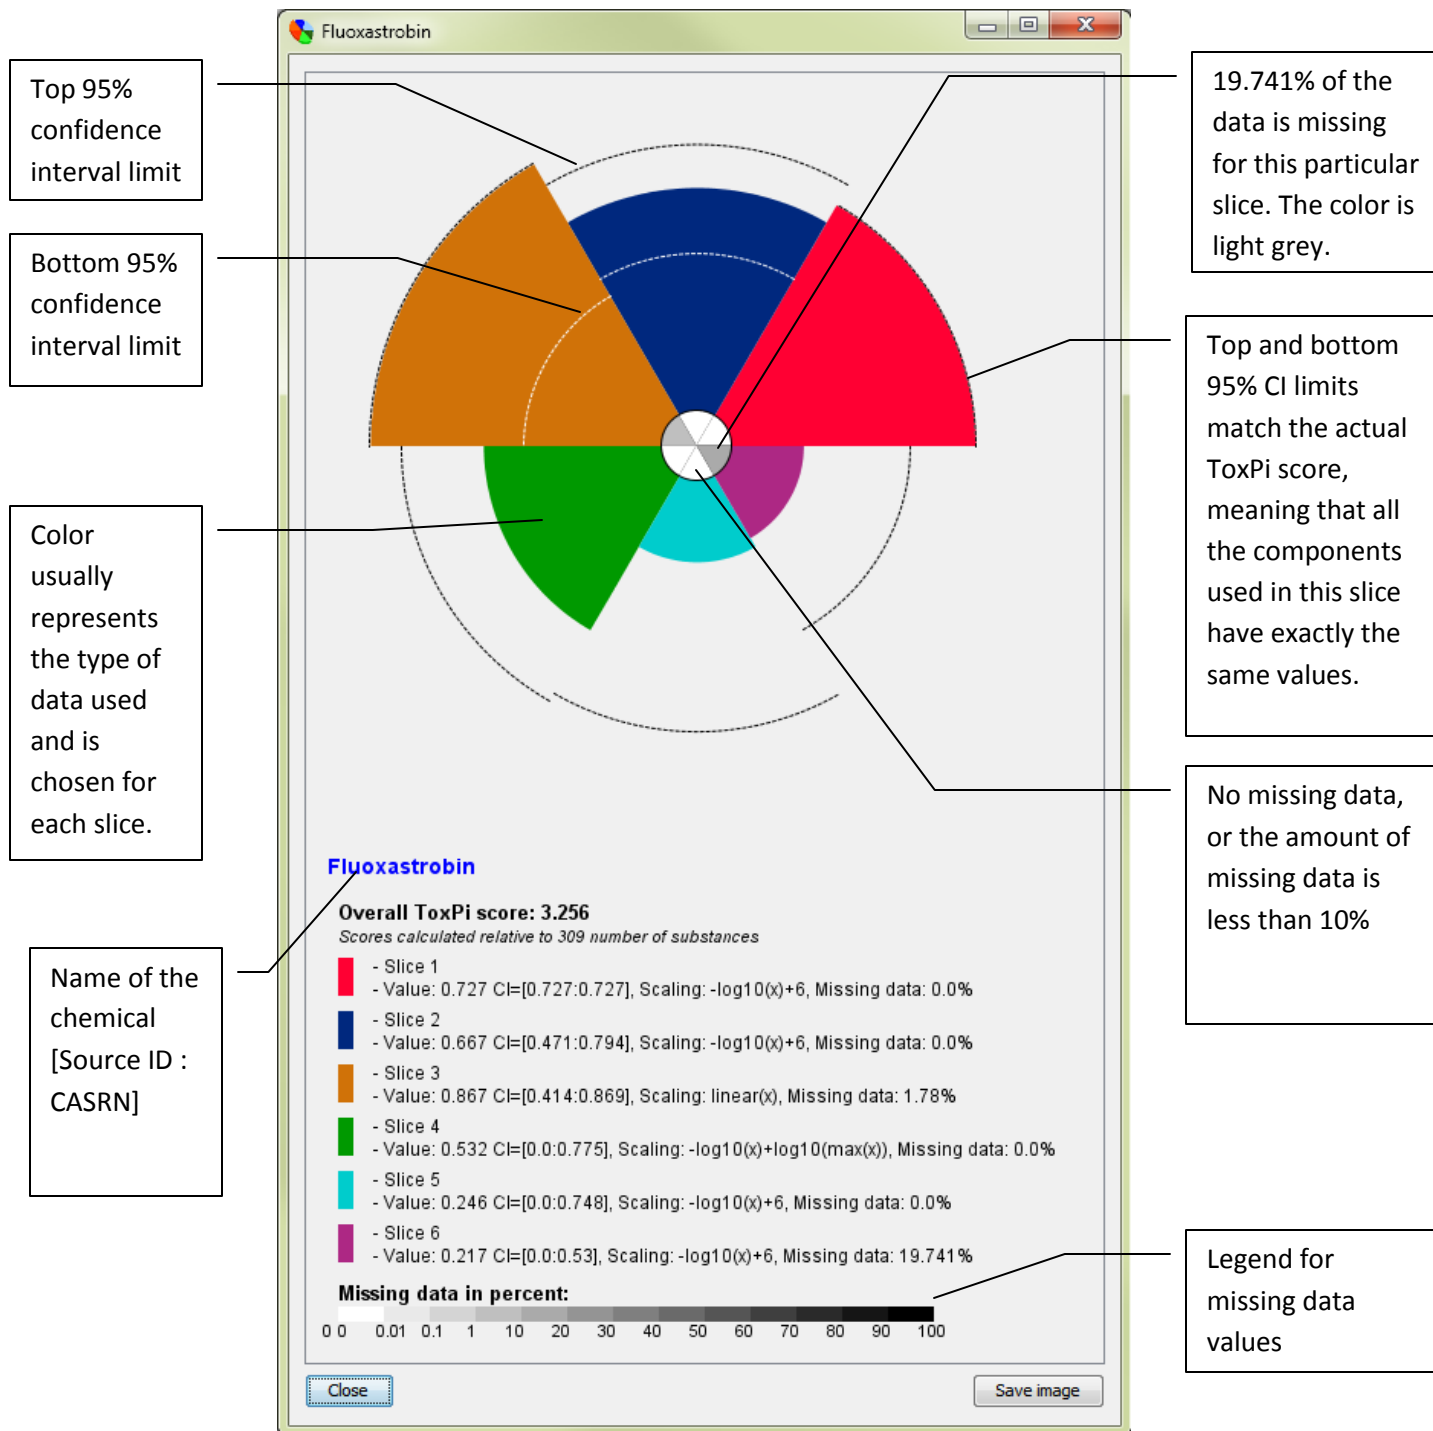 Fluoxastrobin
Top 95%
confidence
interval limit
Bottom 95%
confidence
interval limit
Color
usually
represents
the type of
data used
and is
chosen for
each slice.
Name of the
chemical
[Source ID :
CASRN]
19.741% of the
data is missing
for this particular
slice. The color is
light grey.
Top and bottom
95% CI limits
match the actual
ToxPi score,
meaning that all
the components
used in this slice
have exactly the
same values.
No missing data,
or the amount of
missing data is
less than 10%
Legend for
missing data
values
Fluoxastrobin
Overall ToxPi score: 3.256
Scores calculated relative to 309 number of substances
- Slice 1
- Value: 0.727 CI=[0.727:0.727], Scaling: -log10(x)+6, Missing data: 0.0%
- Slice 2
- Value: 0.667 CI=[0.471:0.794], Scaling: -log10(x)+6, Missing data: 0.0%
- Slice 3
- Value: 0.867 CI=[0.414:0.869], Scaling: linear(x), Missing data: 1.78%
- Slice 4
- Value: 0.532 CI=[0.0:0.775], Scaling: -log10(x)+log10(max(x)), Missing data: 0.0%
- Slice 5
- Value: 0.246 CI=[0.0:0.748], Scaling: -log10(x)+6, Missing data: 0.0%
- Slice 6
- Value: 0.217 CI=[0.0:0.53], Scaling: -log10(x)+6, Missing data: 19.741%
Missing data in percent:
0 0 0.01 0.1 1 10 20 30 40 50 60 70 80 90 100
Close
Save image